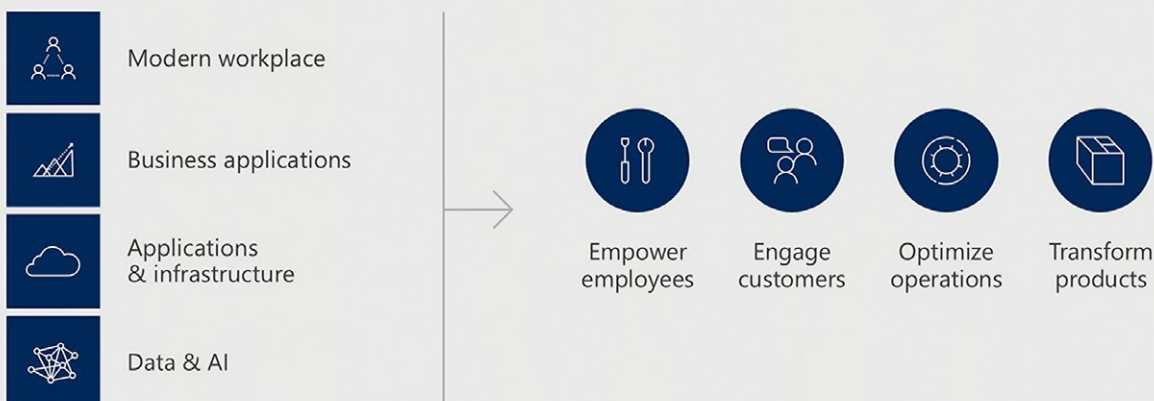 Modern workplace
Business applications
Applications
& infrastructure
Data & AI
Empower
employees
Engage
customers
Optimize
operations
Transform
products